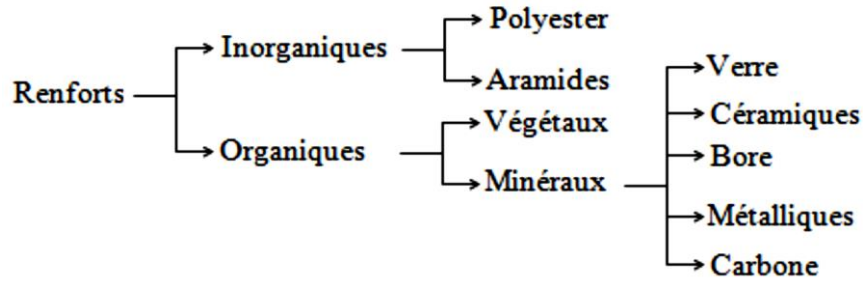 Renforts
Inorganiques
Polyester
Aramides
Organiques
Végétaux
Minéraux
Verre
Céramiques
Bore
Métalliques
Carbone